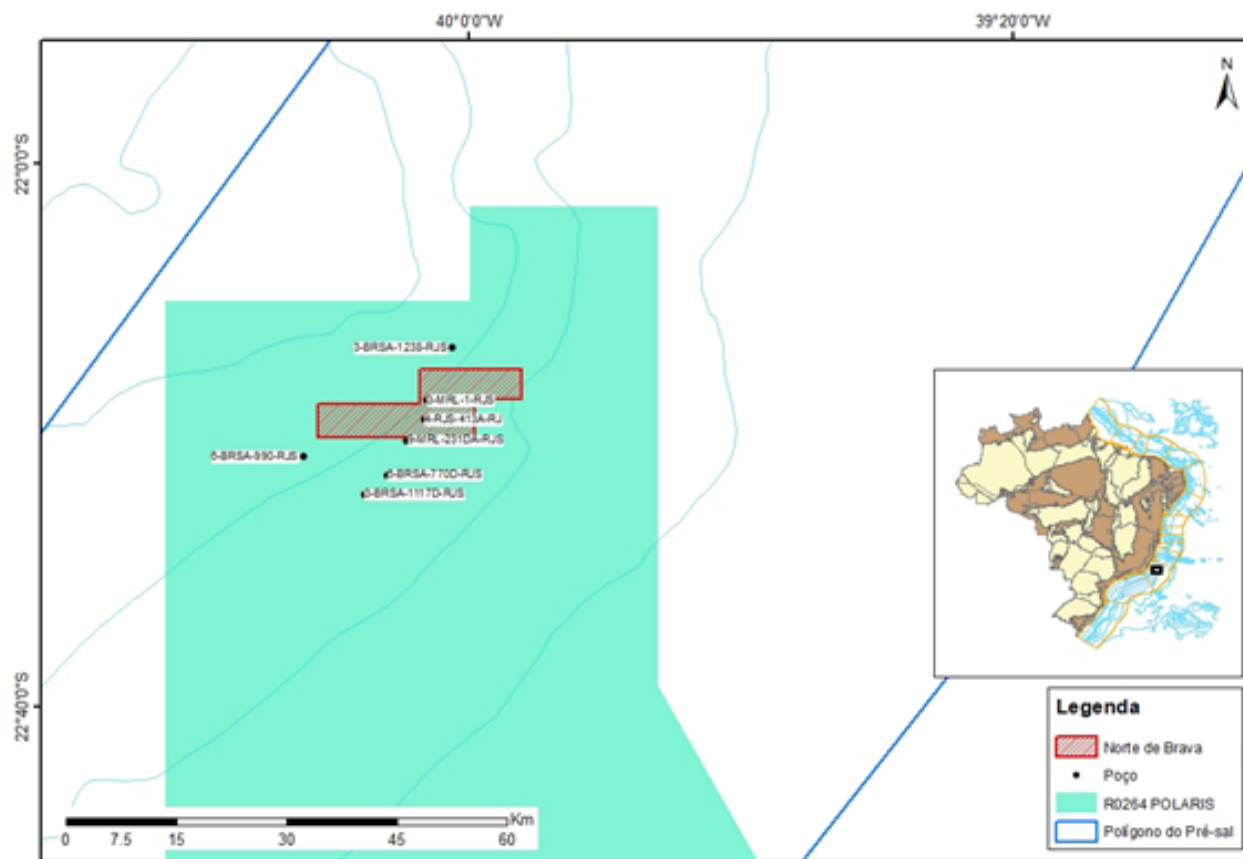 40°0'0"W
39°20'0"W
N
22°0'0"S
3-BRSA-1238-RJS
3-MRL-1-RJS
4-RJS-413A-RJ
9-MRL-231DA-RJS
6-BRSA-990-RJS
6-BRSA-770D-RJS
3-BRSA-1117D-RJS
22°40'0"S
Legenda
Norte de Brava
Poço
R0264 POLARIS
Polígono do Pré-sal
Km
0 7.5 15 30 45 60